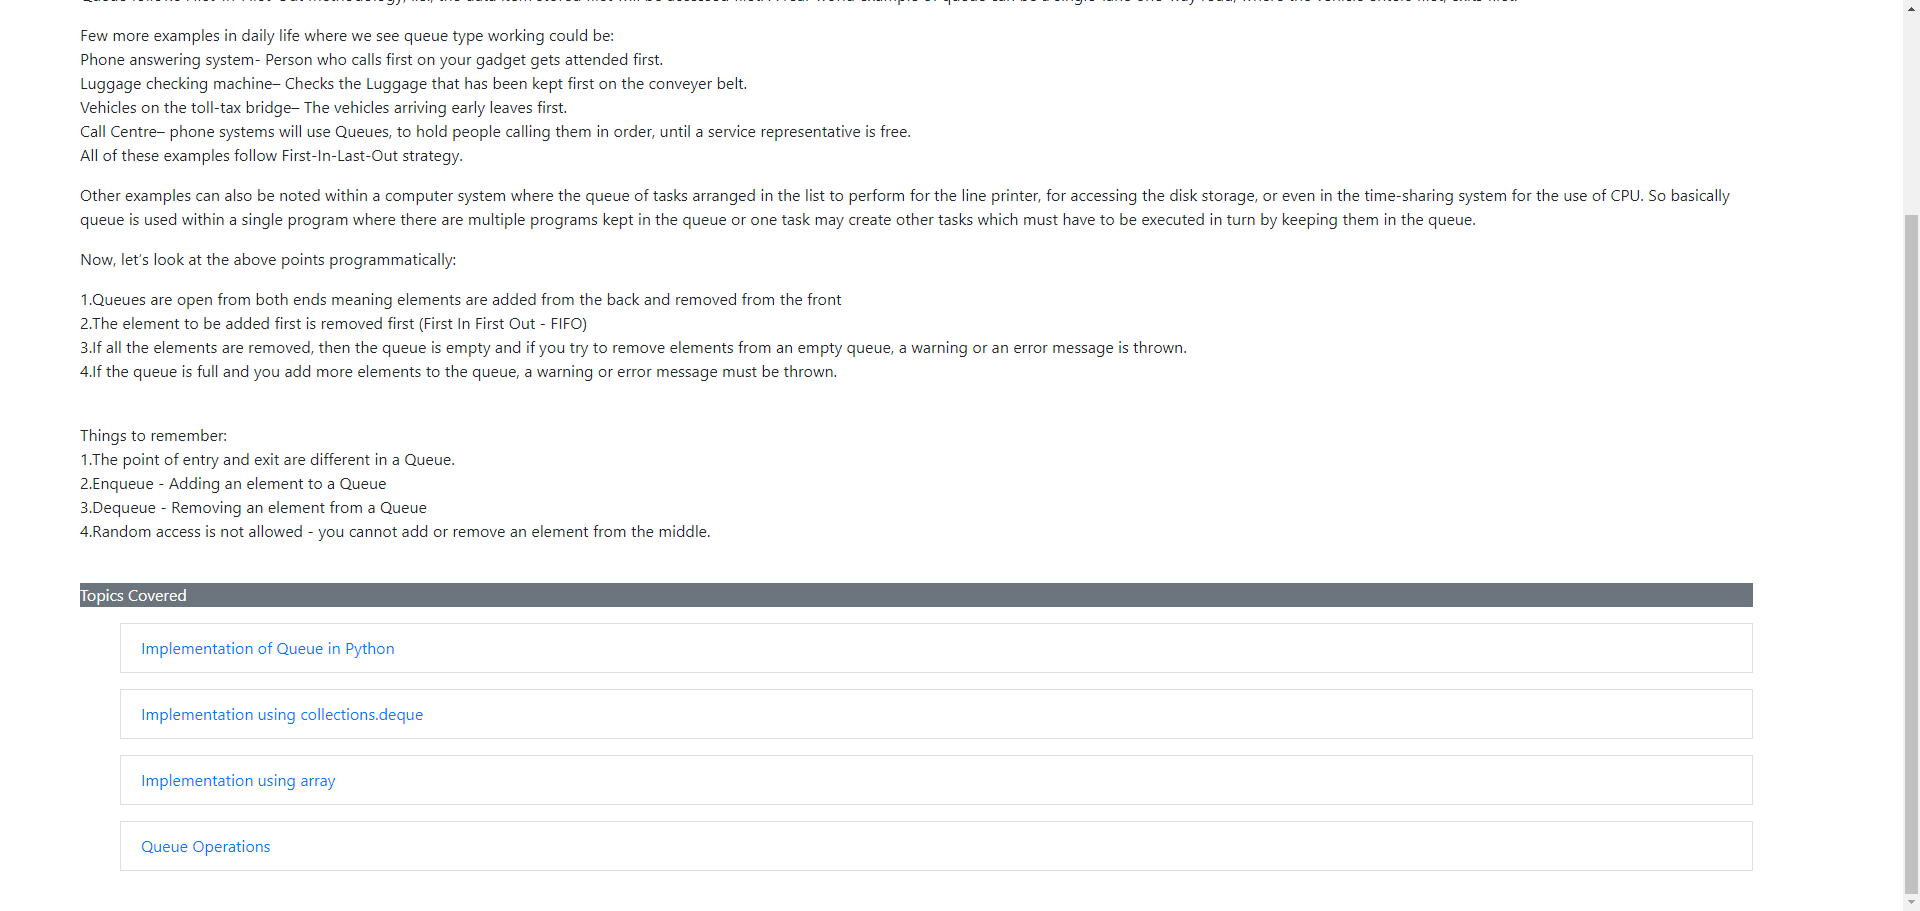 Few more examples in daily life where we see queue type working could be:
Phone answering system- Person who calls first on your gadget gets attended first.
Luggage checking machine– Checks the Luggage that has been kept first on the conveyer belt.
Vehicles on the toll-tax bridge– The vehicles arriving early leaves first.
Call Centre– phone systems will use Queues, to hold people calling them in order, until a service representative is free.
All of these examples follow First-In-Last-Out strategy.
Other examples can also be noted within a computer system where the queue of tasks arranged in the list to perform for the line printer, for accessing the disk storage, or even in the time-sharing system for the use of CPU. So basically
queue is used within a single program where there are multiple programs kept in the queue or one task may create other tasks which must have to be executed in turn by keeping them in the queue.
Now, let's look at the above points programmatically:
1.Queues are open from both ends meaning elements are added from the back and removed from the front
2.The element to be added first is removed first (First In First Out - FIFO)
3.If all the elements are removed, then the queue is empty and if you try to remove elements from an empty queue, a warning or an error message is thrown.
4.If the queue is full and you add more elements to the queue, a warning or error message must be thrown.
Things to remember:
1.The point of entry and exit are different in a Queue.
2.Enqueue - Adding an element to a Queue
3.Dequeue - Removing an element from a Queue
4.Random access is not allowed - you cannot add or remove an element from the middle.
Topics Covered
Implementation of Queue in Python
Implementation using collections.deque
Implementation using array
Queue Operations